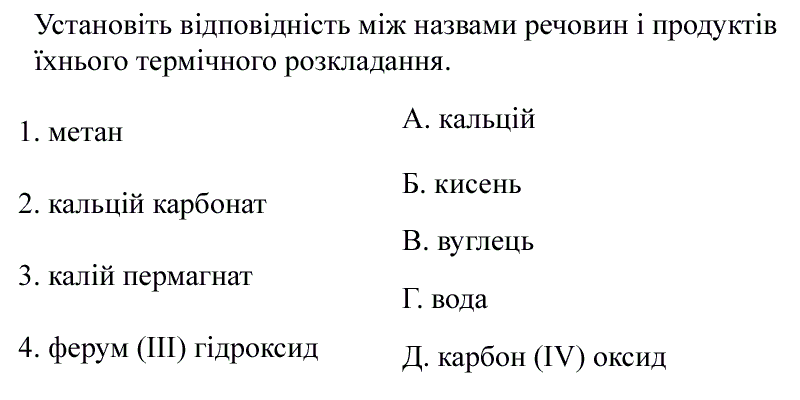 Установіть відповідність між назвами речовин і продуктів
їхнього термічного розкладання.
1. метан
2. кальцій карбонат
3. калій пермагнат
4. ферум (III) гідроксид
А. кальцій
Б. кисень
В. вуглець
Г. вода
Д. карбон (IV) оксид